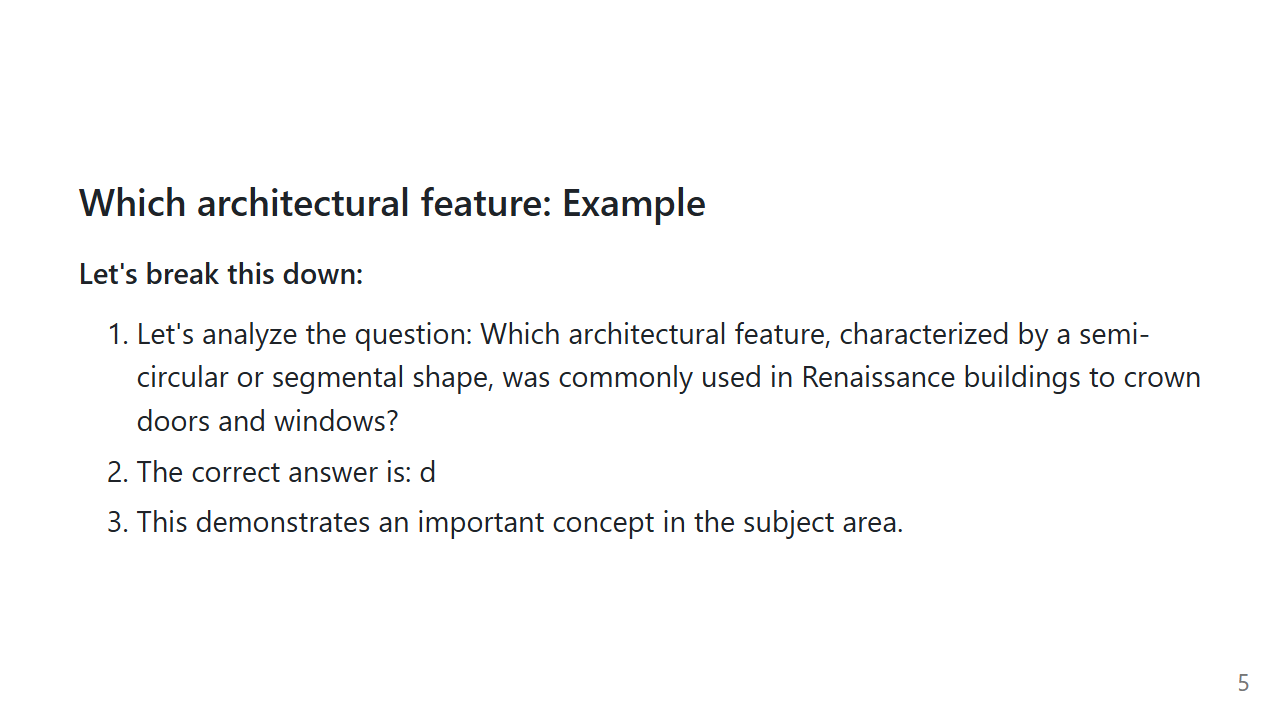 Which architectural feature: Example
Let's break this down:
1. Let's analyze the question: Which architectural feature, characterized by a semi-
circular or segmental shape, was commonly used in Renaissance buildings to crown
doors and windows?
2. The correct answer is: d
3. This demonstrates an important concept in the subject area.
5